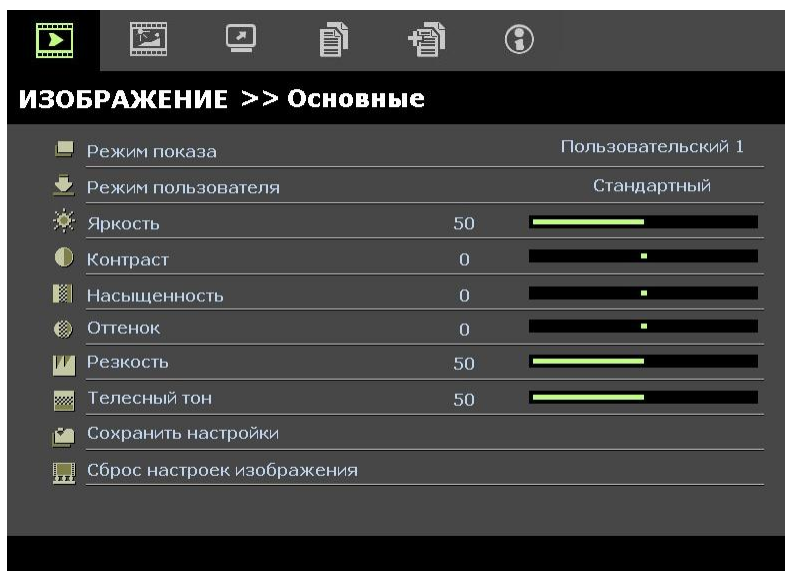 ИЗОБРАЖЕНИЕ >> Основные
Режим показа Пользовательский 1
Режим пользователя Стандартный
Яркость 50
Контраст 0
Насыщенность 0
Оттенок 0
Резкость 50
Телесный тон 50
Сохранить настройки
Сброс настроек изображения